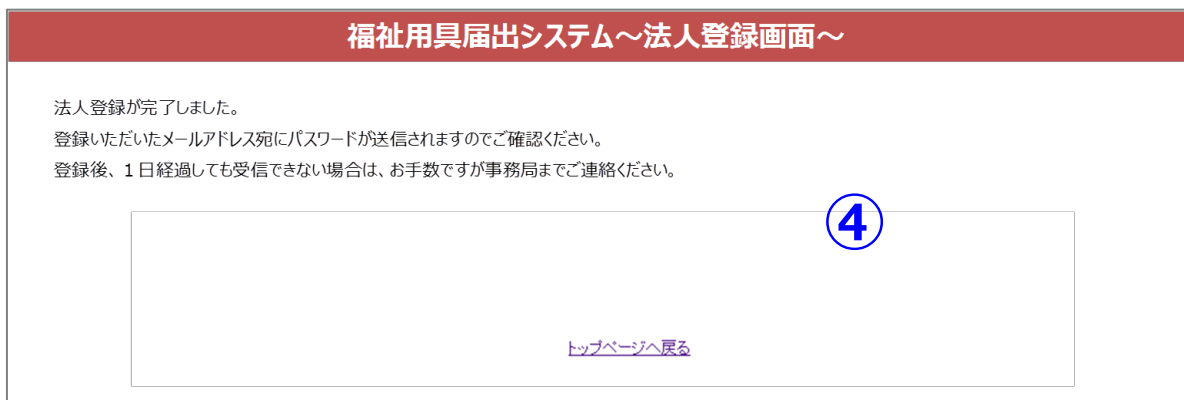 福祉用具届出システム～法人登録画面～
法人登録が完了しました。
登録いただいたメールアドレス宛にパスワードが送信されますのでご確認ください。
登録後、１日経過しても受信できない場合は、お手数ですが事務局までご連絡ください。
④
トップページへ戻る